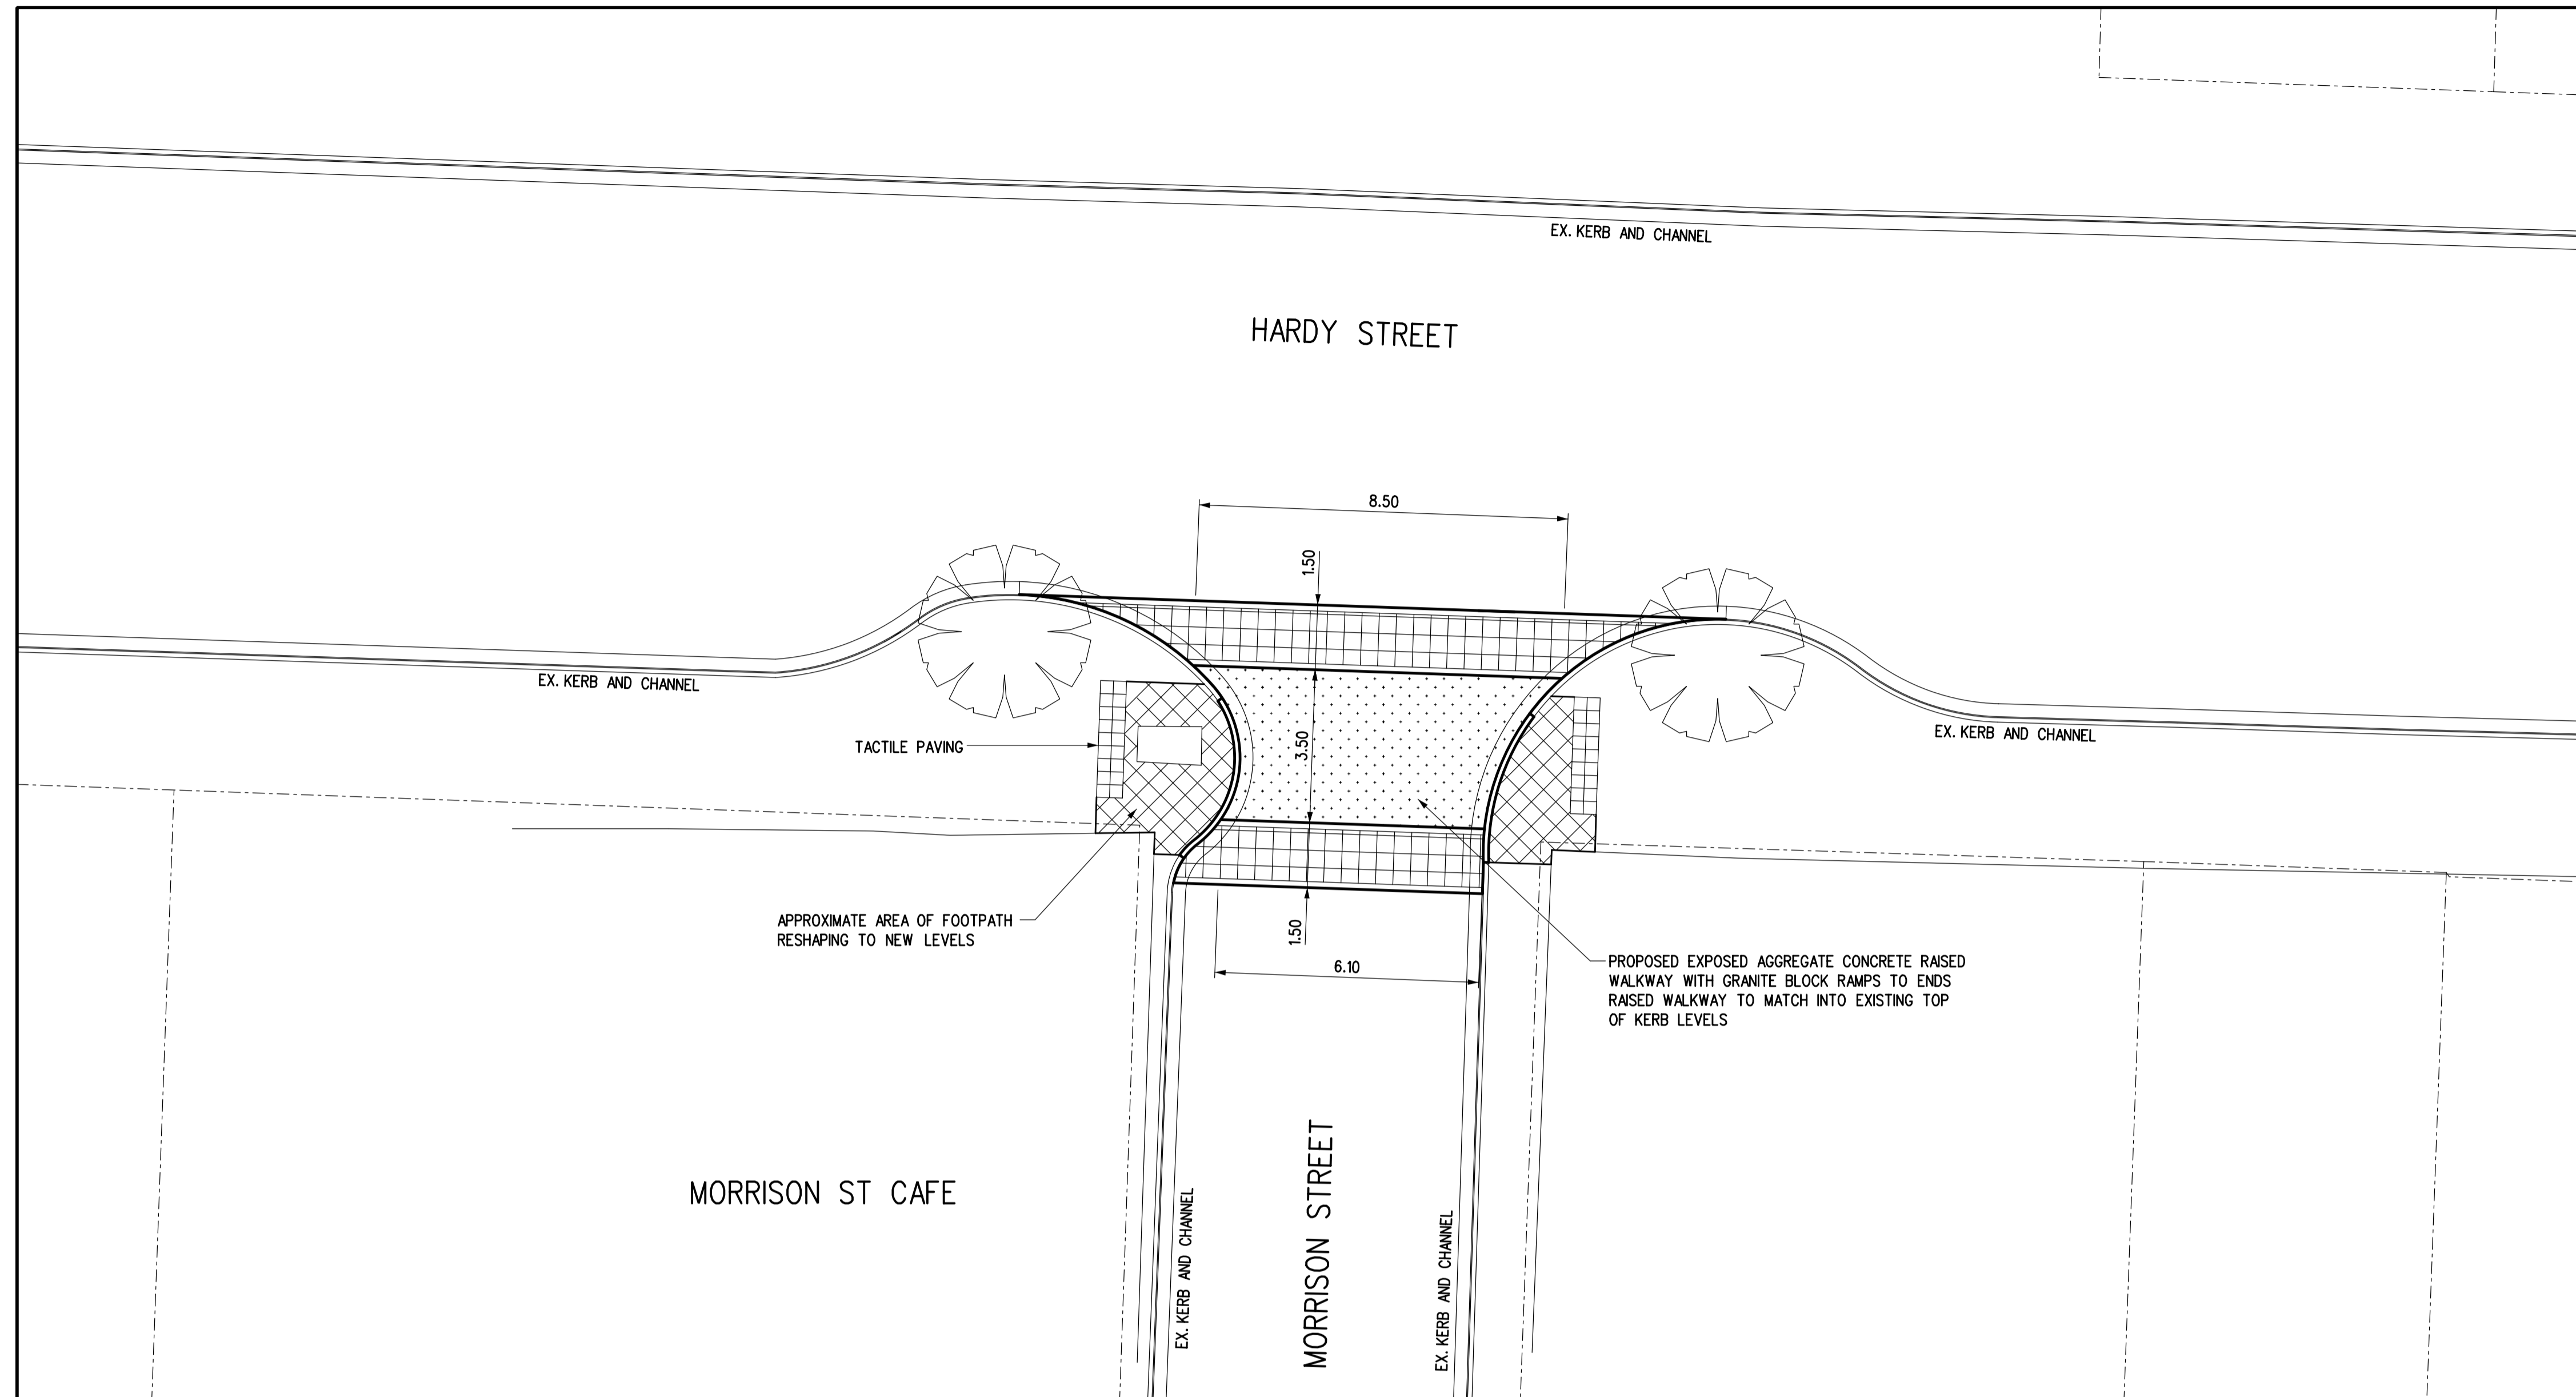 EX. KERB AND CHANNEL
HARDY STREET
8.50
1.50
EX. KERB AND CHANNEL
TACTILE PAVING
3.50
EX. KERB AND CHANNEL
APPROXIMATE AREA OF FOOTPATH
RESHAPING TO NEW LEVELS
1.50
6.10
PROPOSED EXPOSED AGGREGATE CONCRETE RAISED
WALKWAY WITH GRANITE BLOCK RAMPS TO ENDS
RAISED WALKWAY TO MATCH INTO EXISTING TOP
OF KERB LEVELS
MORRISON ST CAFE
EX. KERB AND CHANNEL
MORRISON STREET
EX. KERB AND CHANNEL